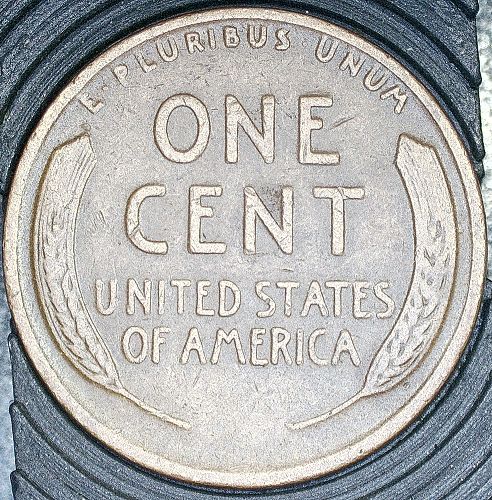 E·PLURIBUS·UNUM
ONE
CENT
UNITED STATES
OF AMERICA